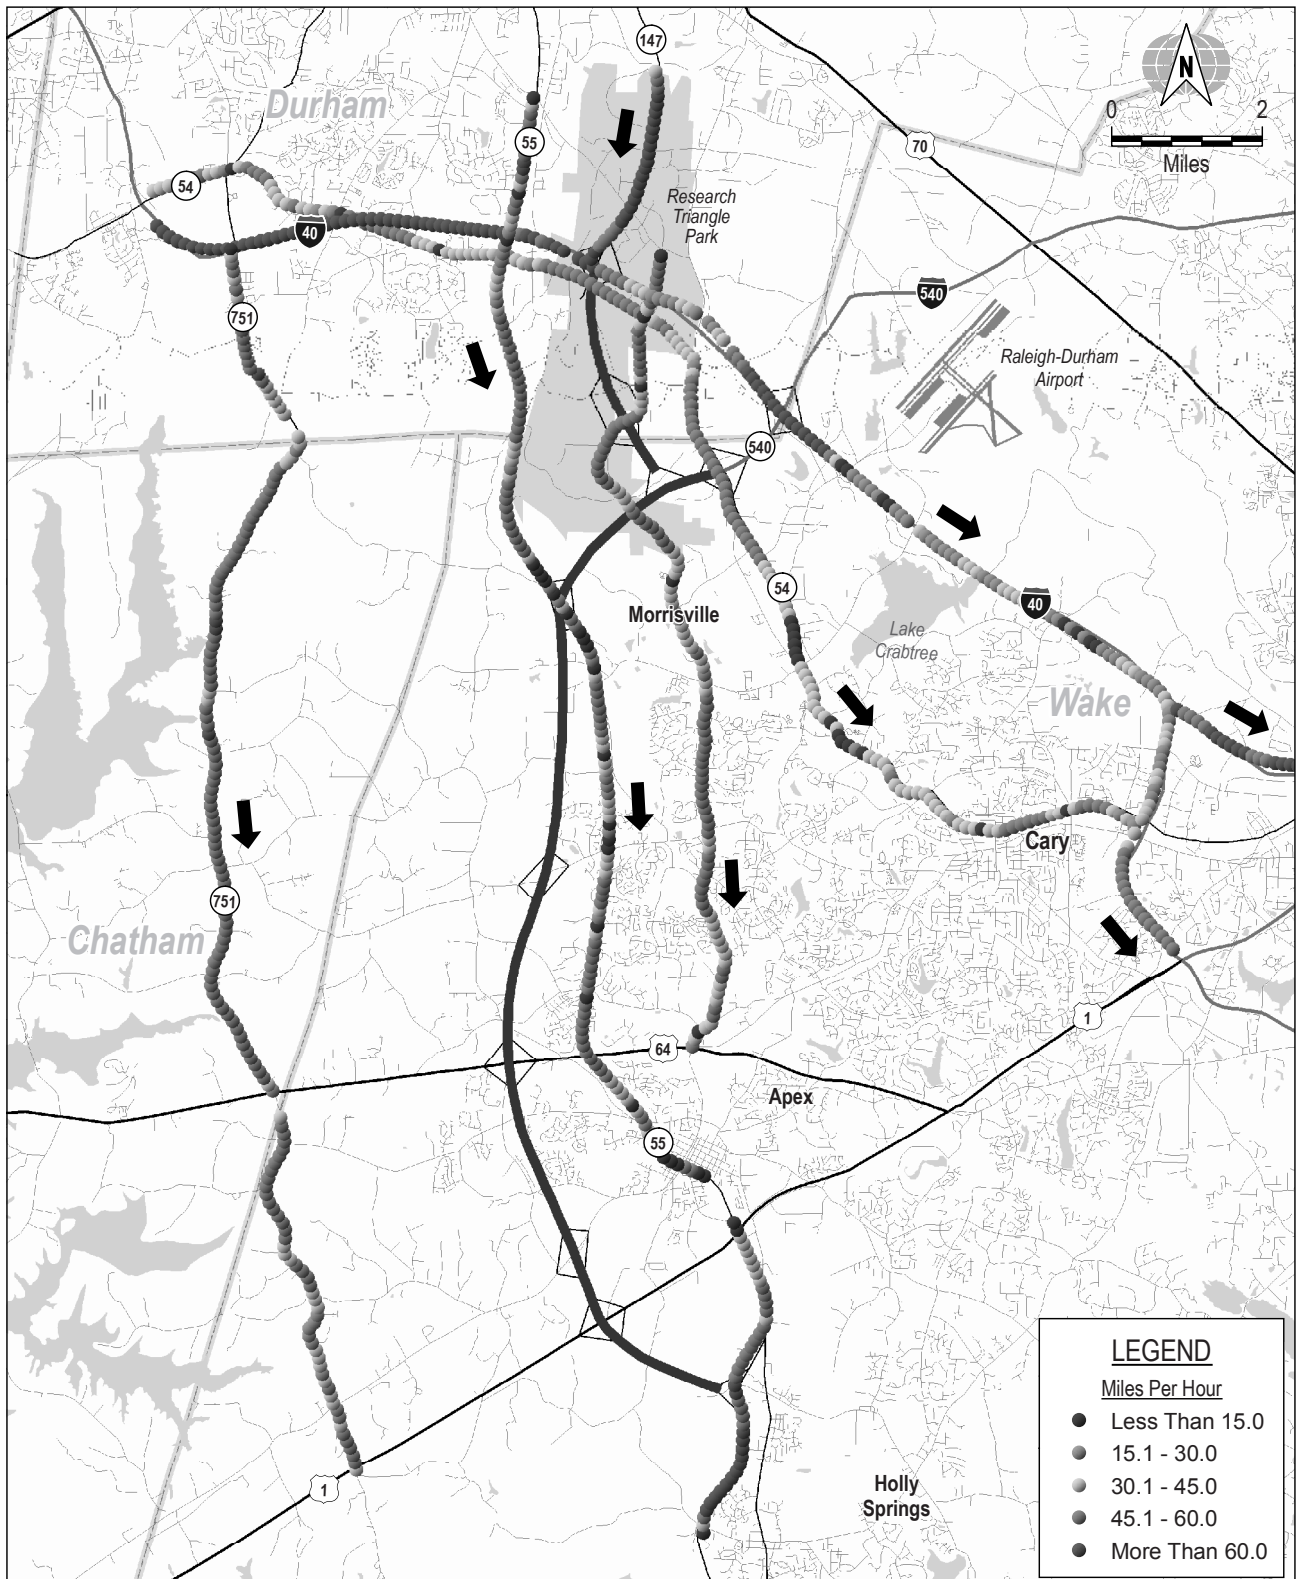 147
N
0
2
Miles
Durham
55
70
54
Research
Triangle
Park
40
540
751
Raleigh-Durham
Airport
540
54
Morrisville
40
Lake
Crabtree
Wake
Cary
751
Chatham
1
64
Apex
55
1
Holly
Springs
LEGEND
Miles Per Hour
Less Than 15.0
15.1 - 30.0
30.1 - 45.0
45.1 - 60.0
More Than 60.0